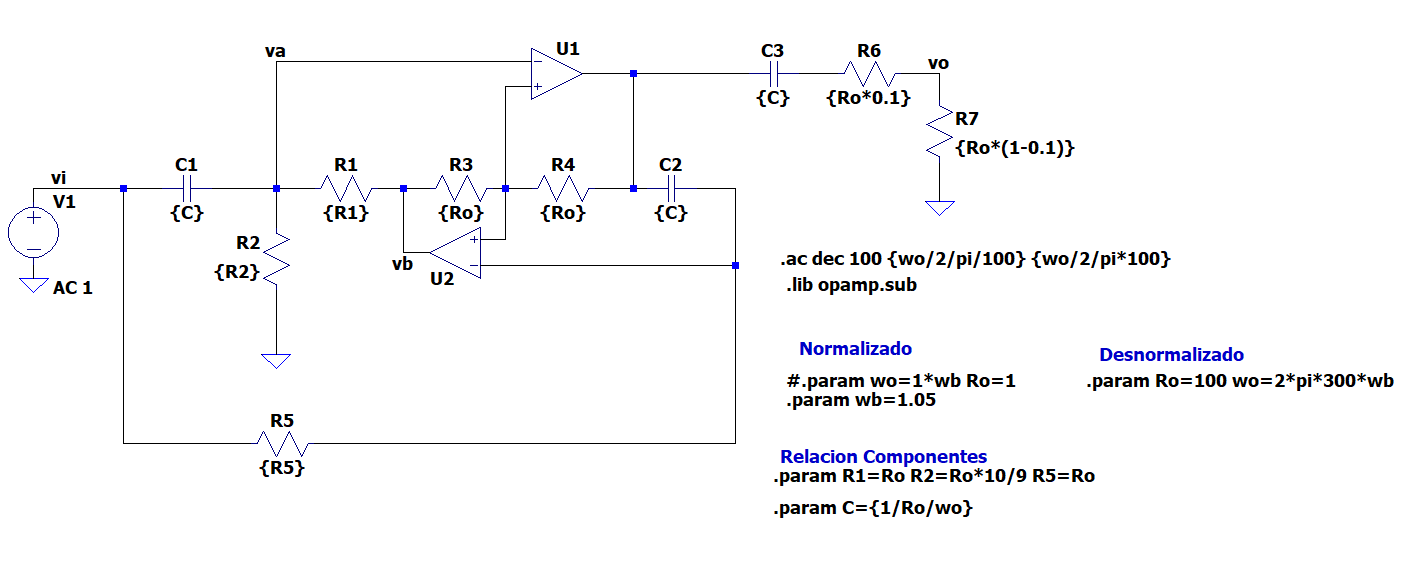 va
U1
C3
R6
vo
{C}
{Ro*0.1}
R7
{Ro*(1-0.1)}
vi
V1
C1
R1
R3
R4
C2
{C}
{R1}
{Ro}
{Ro}
{C}
R2
{R2}
vb
U2
AC 1
.ac dec 100 {wo/2/pi/100} {wo/2/pi*100}
.lib opamp.sub
Normalizado
Desnormalizado
#.param wo=1*wb Ro=1
.param Ro=100 wo=2*pi*300*wb
.param wb=1.05
R5
{R5}
Relacion Componentes
.param R1=Ro R2=Ro*10/9 R5=Ro
.param C={1/Ro/wo}